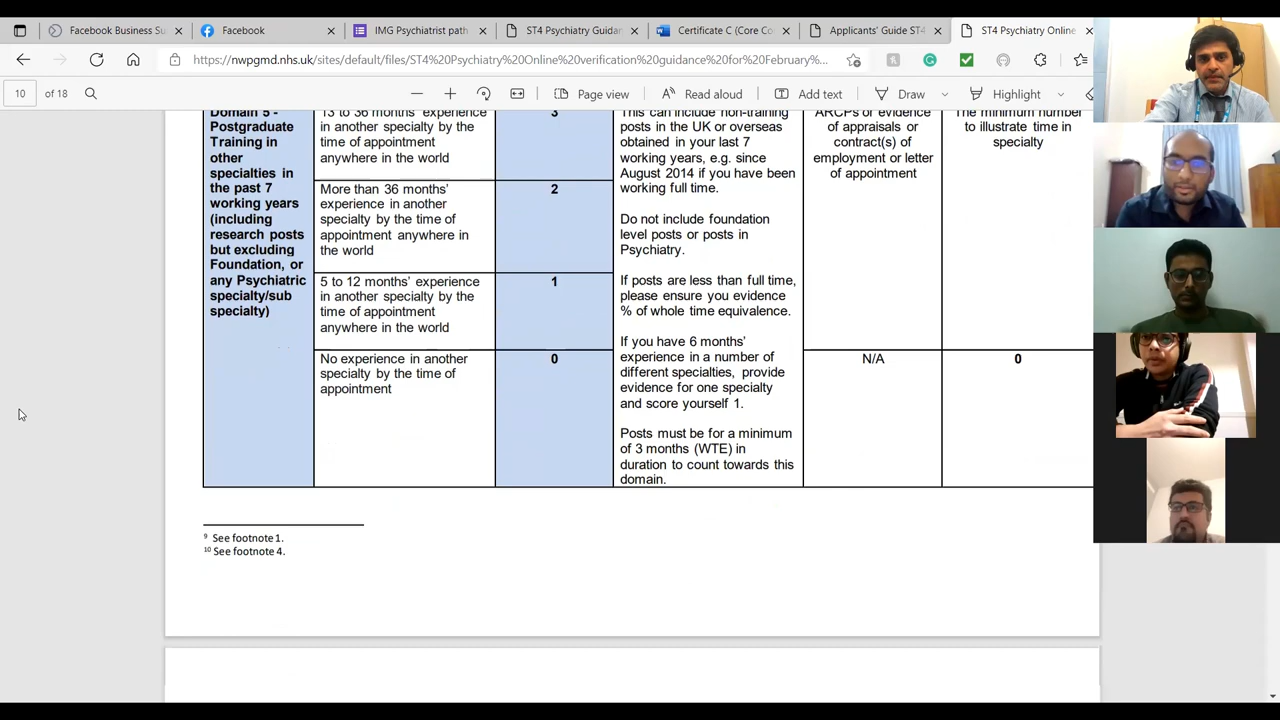 Facebook Business Su
Facebook
IMG Psychiatrist path
ST4 Psychiatry Guidan
Certificate C (Core Co
Applicants' Guide ST4
ST4 Psychiatry Online
https://nwpgmd.nhs.uk/sites/default/files/ST4%20Psychiatry%20Online%20verification%20guidance%20for%20February%...
10 of 18
Page view
Read aloud
Add text
Draw
Highlight
Domain 5 -
Postgraduate
Training in
other
specialties in
the past 7
working years
(including
research posts
but excluding
Foundation, or
any Psychiatric
specialty/sub
specialty)
13 to 36 months' experience
in another specialty by the
time of appointment
anywhere in the world
3
More than 36 months'
experience in another
specialty by the time of
appointment anywhere in
the world
2
5 to 12 months' experience
in another specialty by the
time of appointment
anywhere in the world
1
No experience in another
specialty by the time of
appointment
0
This can include non-training
posts in the UK or overseas
obtained in your last 7
working years, e.g. since
August 2014 if you have been
working full time.
Do not include foundation
level posts or posts in
Psychiatry.
If posts are less than full time,
please ensure you evidence
% of whole time equivalence.
If you have 6 months'
experience in a number of
different specialties, provide
evidence for one specialty
and score yourself 1.
Posts must be for a minimum
of 3 months (WTE) in
duration to count towards this
domain.
ARCPs or evidence
of appraisals or
contract(s) of
employment or letter
of appointment
The minimum number
to illustrate time in
specialty
N/A
0
9 See footnote 1.
10 See footnote 4.